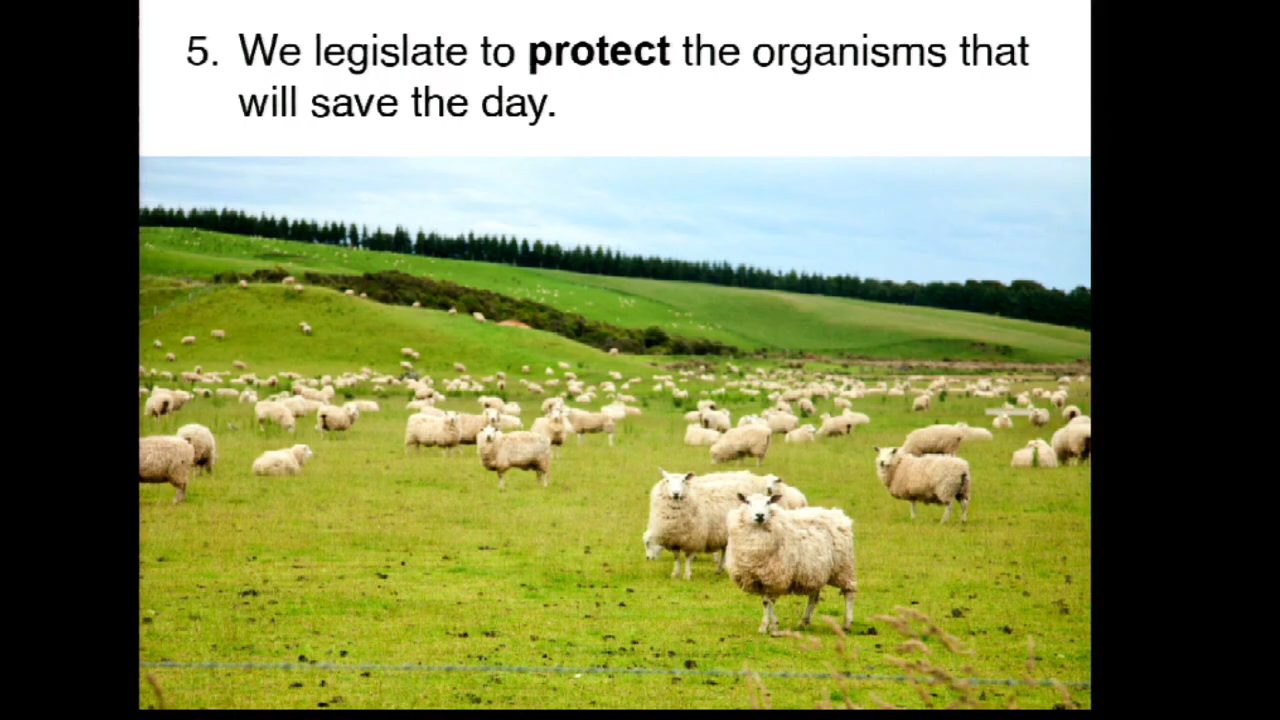 5. We legislate to protect the organisms that
will save the day.